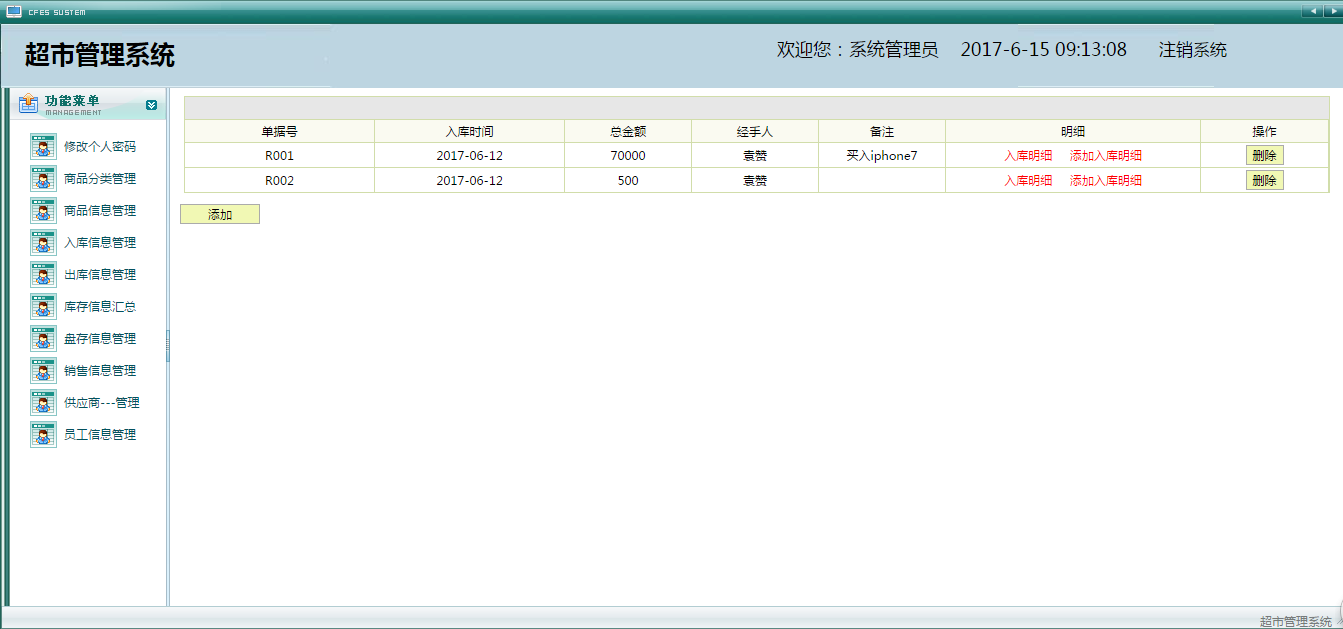 CFES SUSTEM
超市管理系统
欢迎您：系统管理员 2017-6-15 09:13:08 注销系统
功能菜单
MANAGEMENT
修改个人密码
商品分类管理
商品信息管理
入库信息管理
出库信息管理
库存信息汇总
盘存信息管理
销售信息管理
供应商---管理
员工信息管理
单据号 入库时间 总金额 经手人 备注 明细 操作
R001 2017-06-12 70000 袁赞 买入iphone7 入库明细 添加入库明细 删除
R002 2017-06-12 500 袁赞 入库明细 添加入库明细 删除
添加
超市管理系统